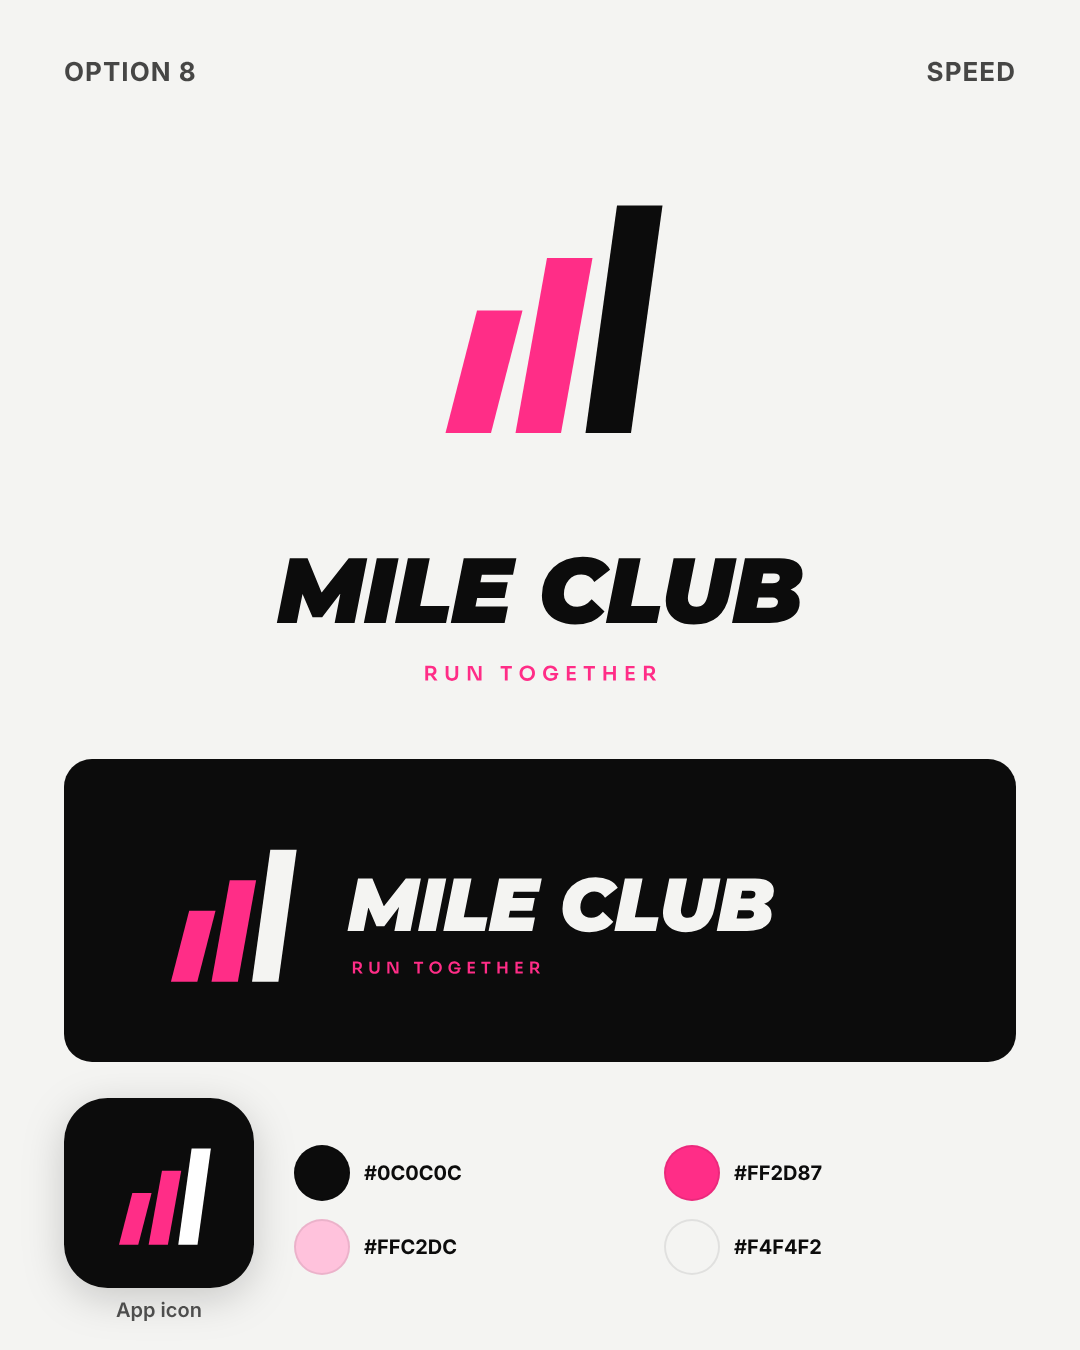 OPTION 8
SPEED
MILE CLUB
RUN TOGETHER
MILE CLUB
RUN TOGETHER
#0C0C0C
#FF2D87
#FFC2DC
#F4F4F2
App icon